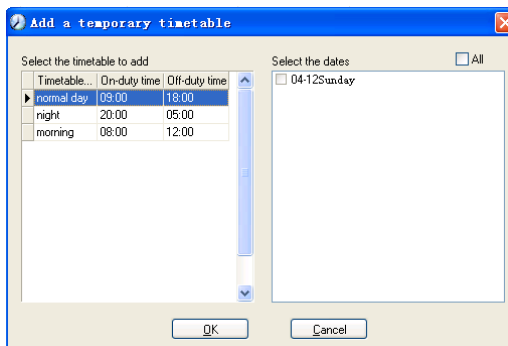 Add a temporary timetable
Select the timetable to add
Select the dates
All
Timetable... On-duty time Off-duty time
normal day 09:00 18:00
night 20:00 05:00
morning 08:00 12:00
04-12Sunday
OK
Cancel